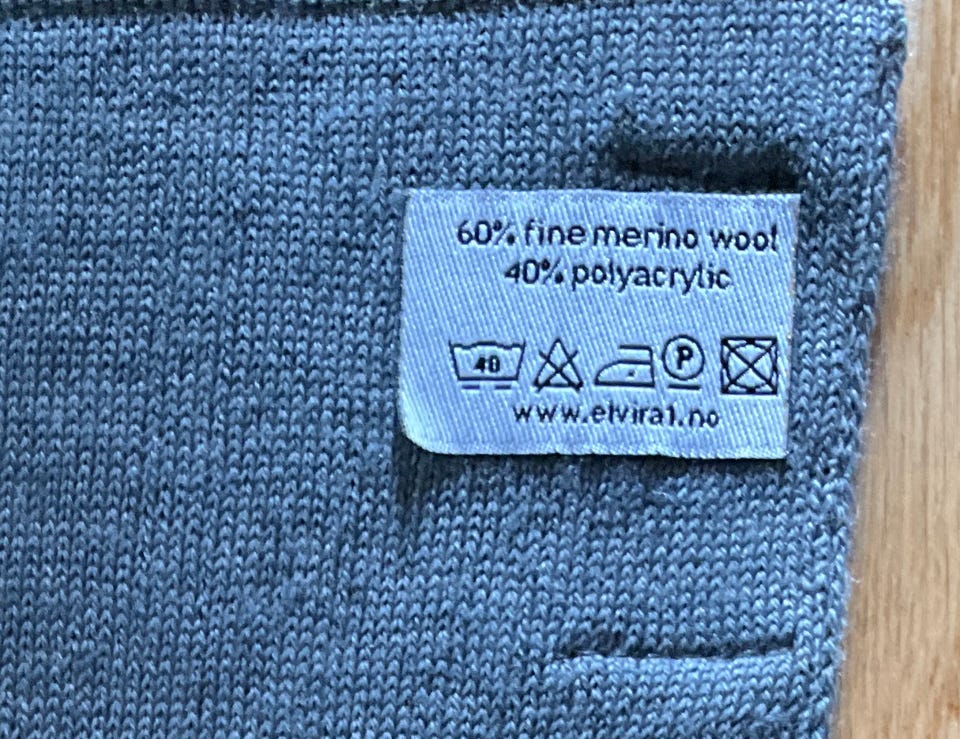 60% fine merino wool
40% polyacrylic
40 P
www.elvira1.no